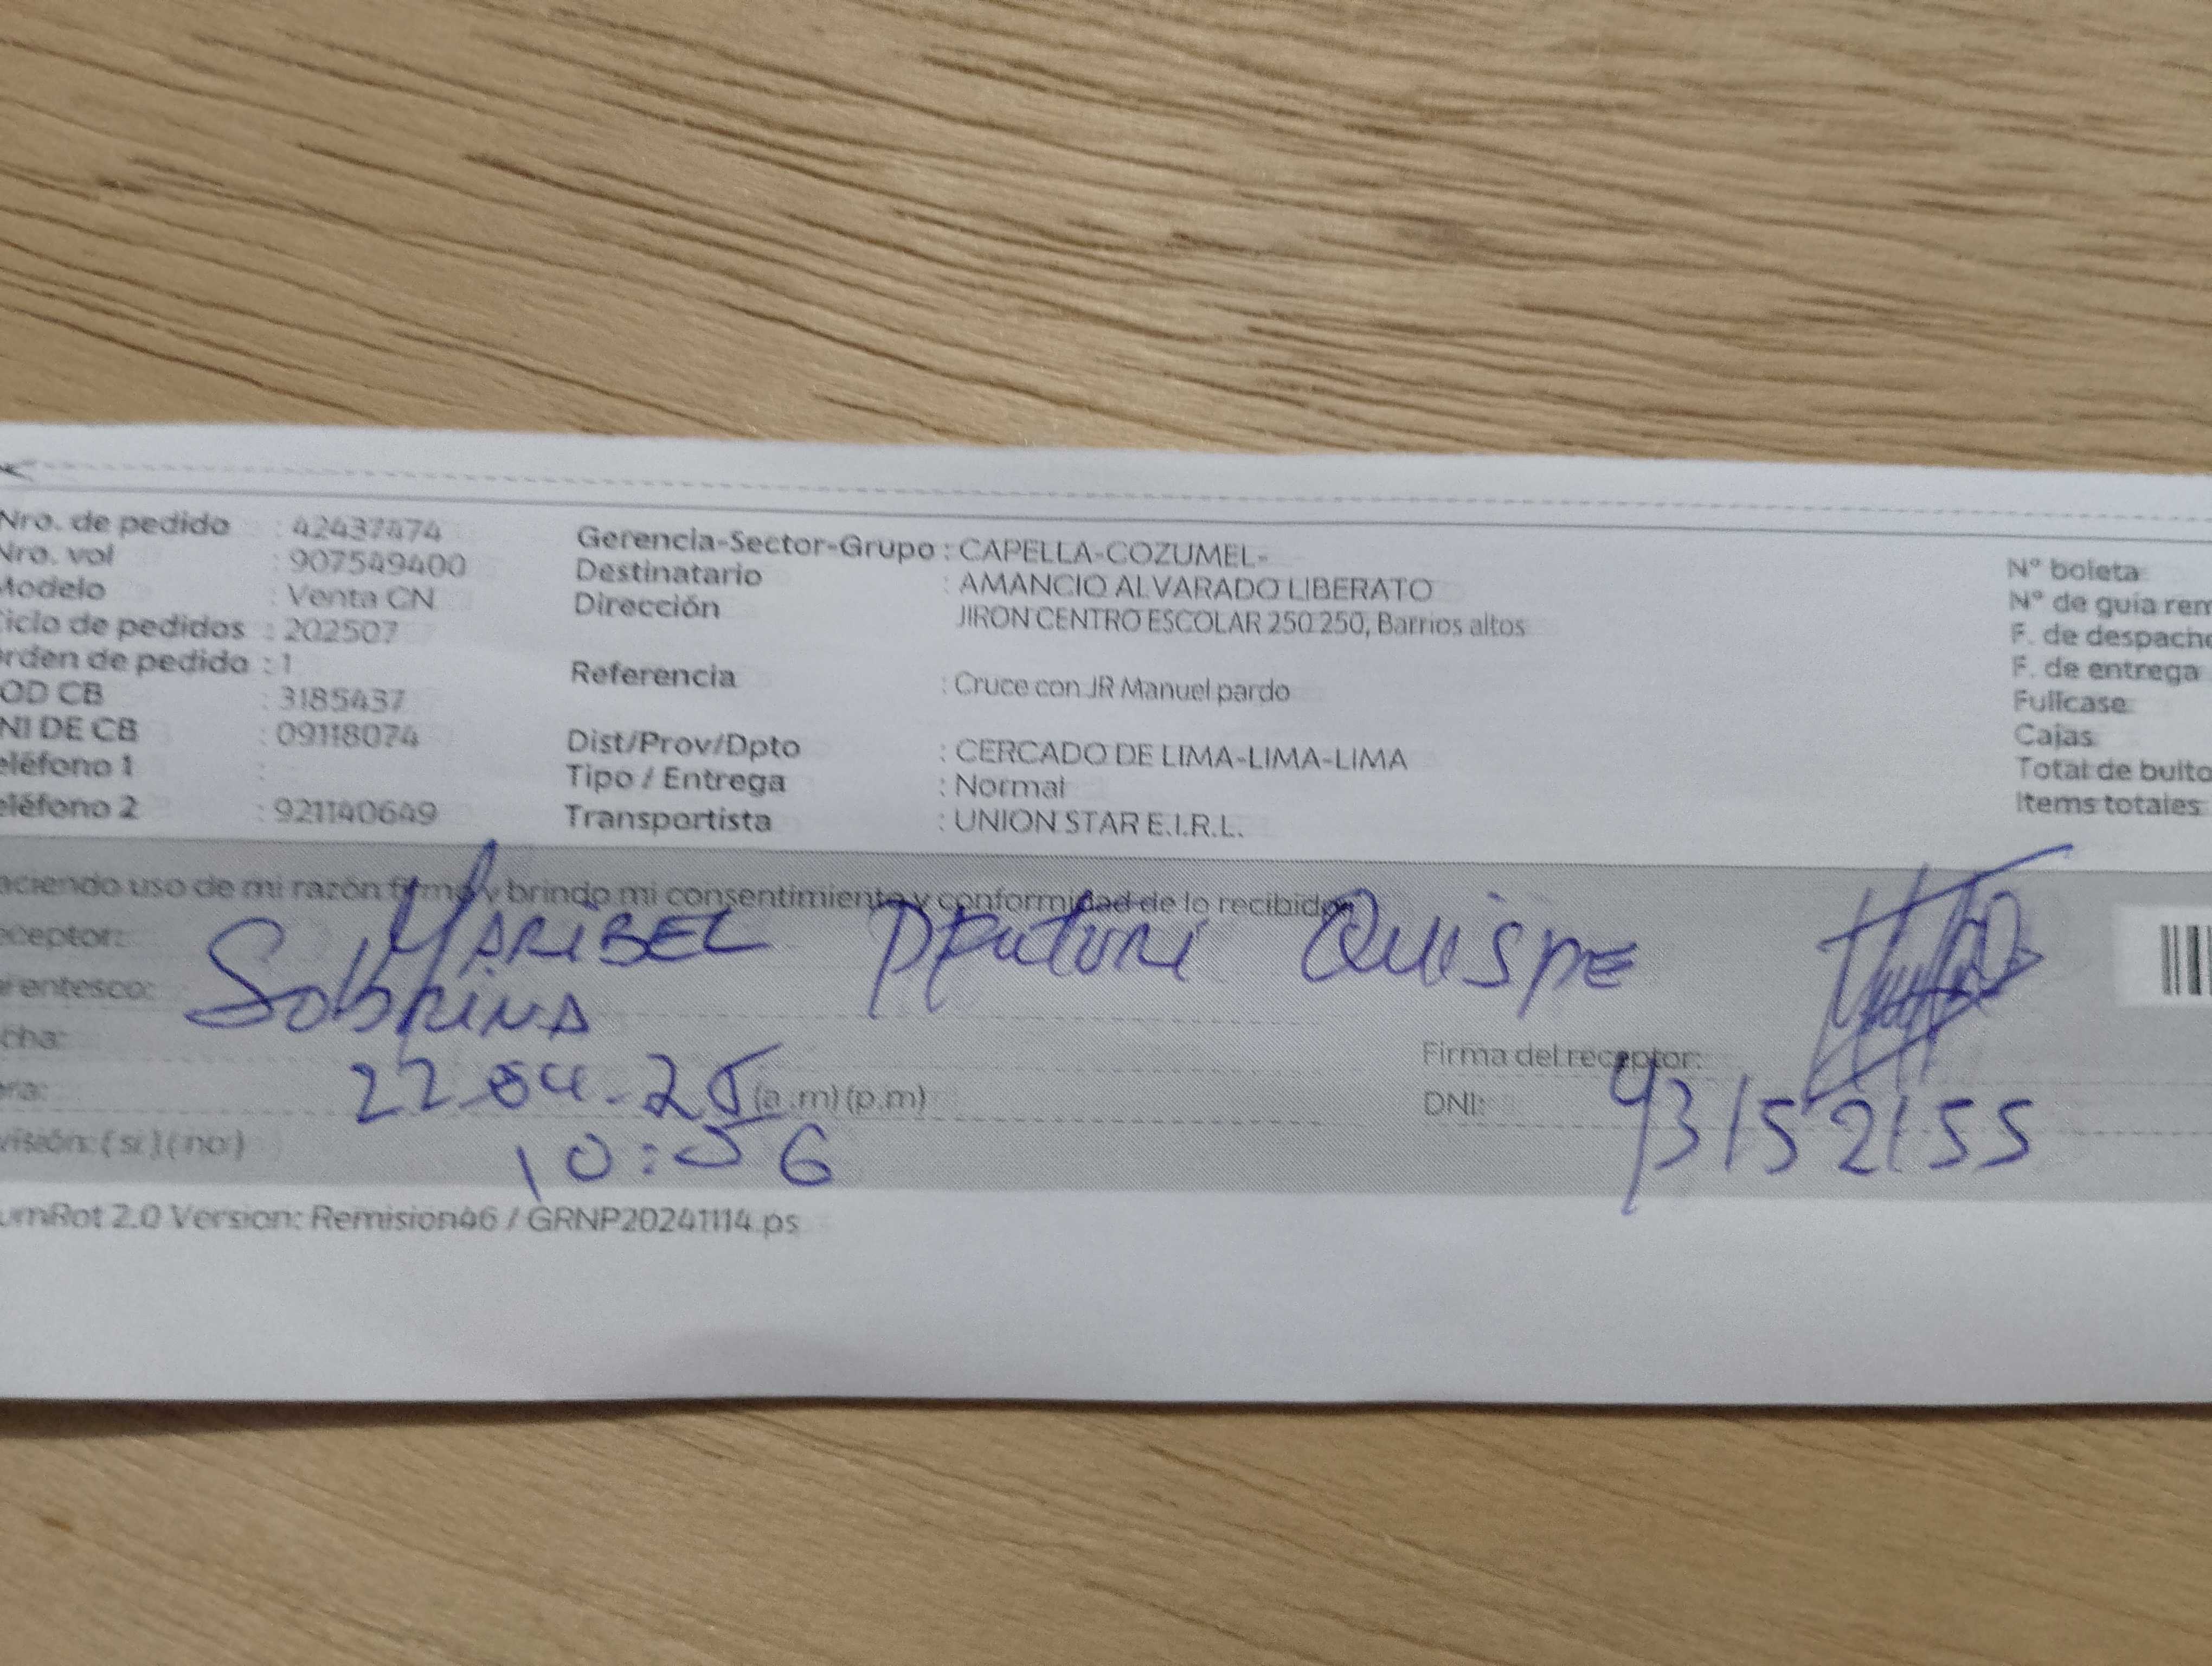 Nro. de pedido : 42437474
Nro. vol : 907549400
Modelo : Venta CN
iclo de pedidos : 202507
rden de pedido : 1
OD CB : 3185437
NI DE CB : 09118074
eléfono 1 :
eléfono 2 : 921140649
Gerencia-Sector-Grupo : CAPELLA-COZUMEL-
Destinatario : AMANCIO ALVARADO LIBERATO
Dirección JIRON CENTRO ESCOLAR 250 250, Barrios altos
Referencia : Cruce con JR Manuel pardo
Dist/Prov/Dpto : CERCADO DE LIMA-LIMA-LIMA
Tipo / Entrega : Normal
Transportista : UNION STAR E.I.R.L.
N° boleta
N° de guia rem
F. de despacho
F. de entrega
Fullcase
Cajas
Total de bulto
Items totales:
aciendo uso de mi razón firmo y brindo mi consentimiento y conformidad de lo recibido
eceptor: MARIBEL Quispe
rentesco: Sobrina
cha: 22-04-25
ora: (a.m) (p.m)
10:56
Firma del receptor:
DNI: 43152155
visión: ( si ) ( no )
umRot 2.0 Version: Remision46 / GRNP20241114.ps